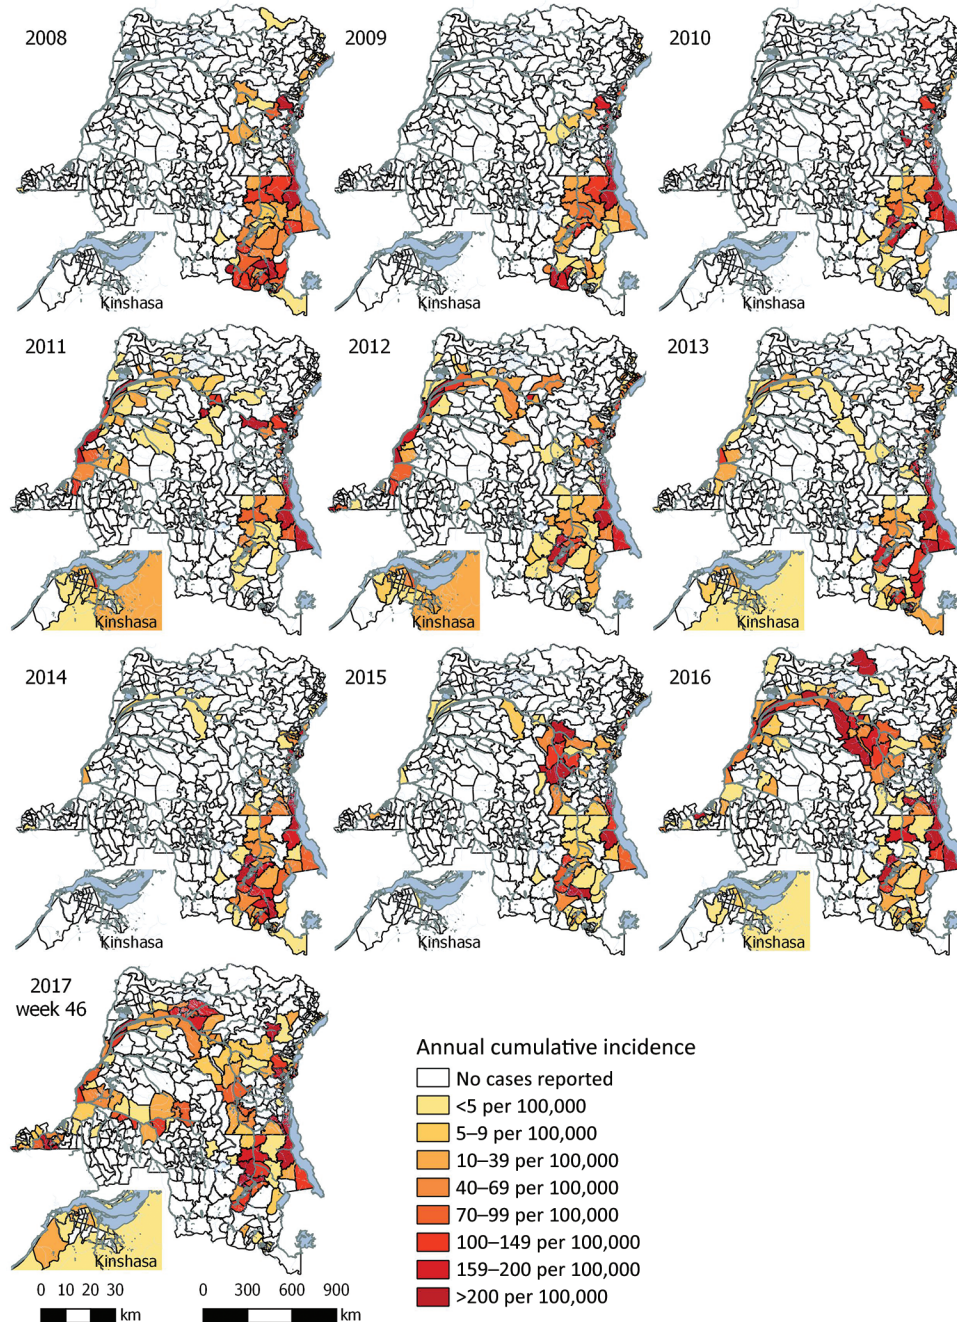 2008
2009
2010
Kinshasa
Kinshasa
Kinshasa
2011
2012
2013
Kinshasa
Kinshasa
Kinshasa
2014
2015
2016
Kinshasa
Kinshasa
Kinshasa
2017
week 46
Kinshasa
0 10 20 30
km
0 300 600 900
km
Annual cumulative incidence
No cases reported
<5 per 100,000
5–9 per 100,000
10–39 per 100,000
40–69 per 100,000
70–99 per 100,000
100–149 per 100,000
159–200 per 100,000
>200 per 100,000